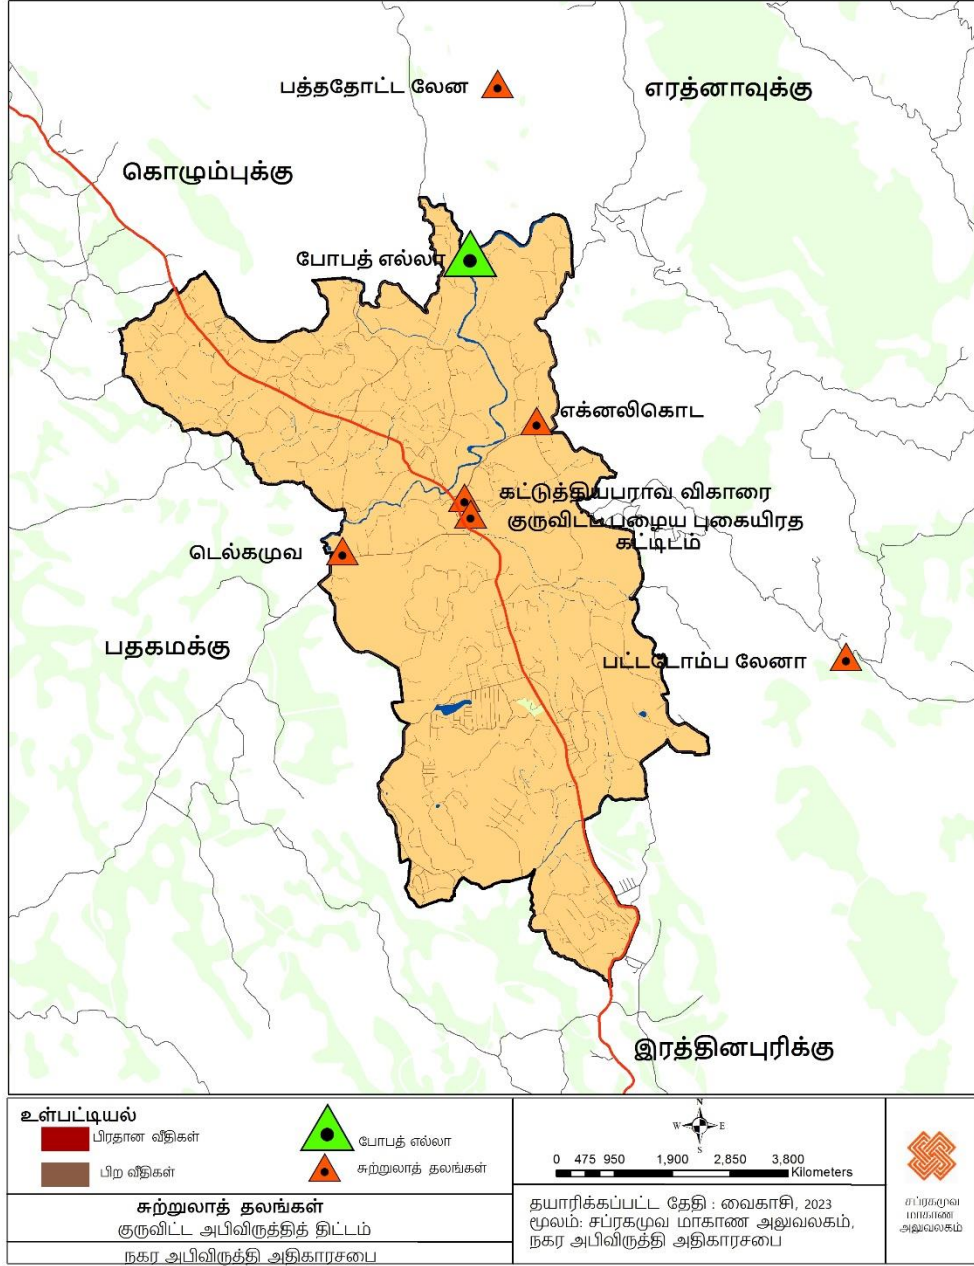 பத்ததோட்ட லேன
எரத்னாவுக்கு
கொழும்புக்கு
போபத் எல்லா
எக்னலிகொட
கட்டுத்தியபராவ விகாரை
குருவிட்ட பழைய புகையிரத
கட்டிடம்
டெல்கமுவ
பதகமக்கு
பட்டடோம்ப லேனா
இரத்தினபுரிக்கு
உள்பட்டியல்
பிரதான வீதிகள்
பிற வீதிகள்
போபத் எல்லா
சுற்றுலாத் தலங்கள்
சுற்றுலாத் தலங்கள்
குருவிட்ட அபிவிருத்தித் திட்டம்
நகர அபிவிருத்தி அதிகாரசபை
N
W E
S
0 475 950 1,900 2,850 3,800
Kilometers
தயாரிக்கப்பட்ட தேதி : வைகாசி, 2023
மூலம்: சப்ரகமுவ மாகாண அலுவலகம்,
நகர அபிவிருத்தி அதிகாரசபை
சப்ரகமுவ
மாகாண
அலுவலகம்